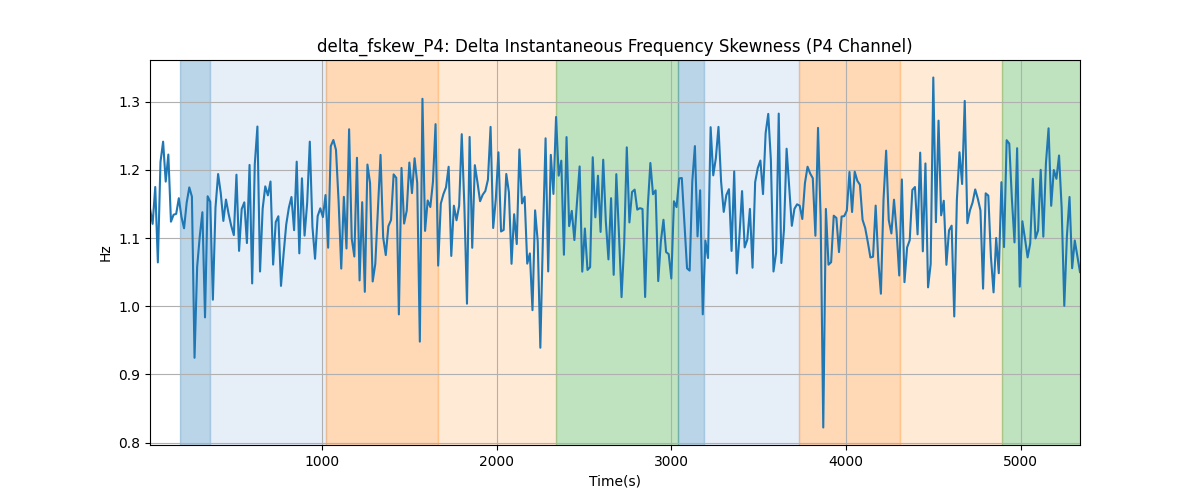 delta_fskew_P4: Delta Instantaneous Frequency Skewness (P4 Channel)
Hz
1.3
1.2
1.1
1.0
0.9
0.8
1000 2000 3000 4000 5000
Time(s)